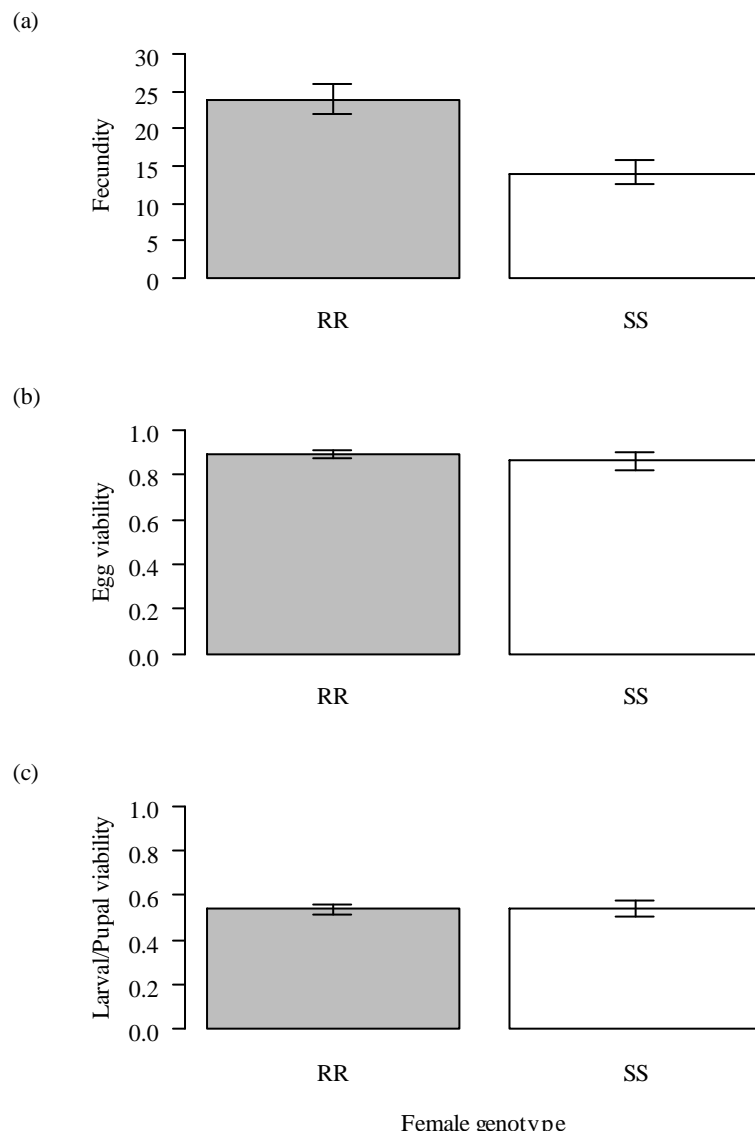 (a)
Fecundity
30
25
20
15
10
5
0
RR SS
(b)
Egg viability
1.0
0.8
0.6
0.4
0.2
0.0
RR SS
(c)
Larval/Pupal viability
1.0
0.8
0.6
0.4
0.2
0.0
RR SS
Female genotype